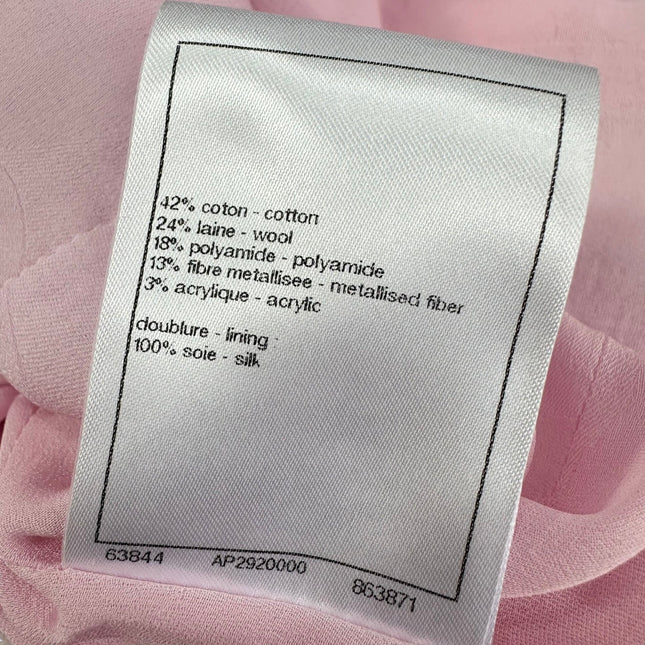 42% coton - cotton
24% laine - wool
18% polyamide - polyamide
13% fibre metallisee - metallised fiber
3% acrylique - acrylic
doublure - lining
100% soie - silk
63844 AP2920000 863871